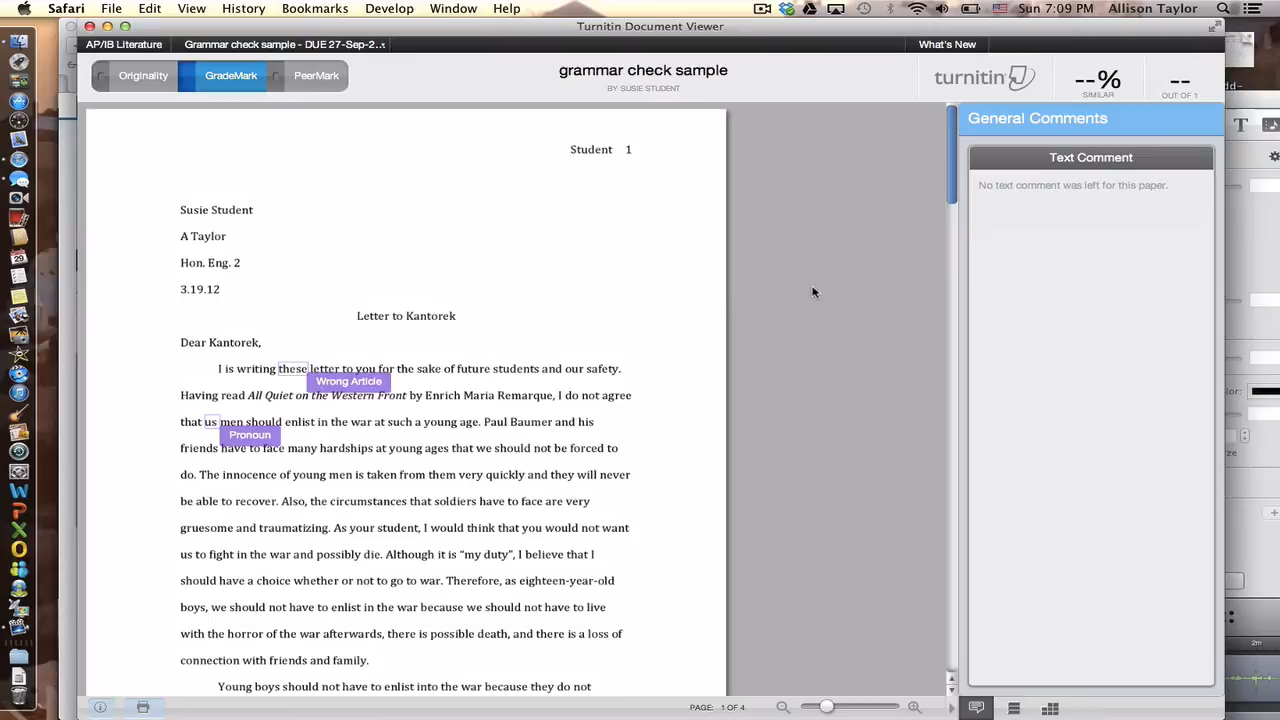 Safari File Edit View History Bookmarks Develop Window Help Sun 7:09 PM Allison Taylor
Turnitin Document Viewer
AP/IB Literature Grammar check sample - DUE 27-Sep-2... What's New
Originality GradeMark PeerMark
grammar check sample
BY SUSIE STUDENT
turnitin
--%
SIMILAR
--
OUT OF 1
General Comments
Text Comment
No text comment was left for this paper.
Student 1
Susie Student
A Taylor
Hon. Eng. 2
3.19.12
Letter to Kantorek
Dear Kantorek,
I is writing these letter to you for the sake of future students and our safety.
Wrong Article
Having read All Quiet on the Western Front by Enrich Maria Remarque, I do not agree
that us men should enlist in the war at such a young age. Paul Baumer and his
Pronoun
friends have to face many hardships at young ages that we should not be forced to
do. The innocence of young men is taken from them very quickly and they will never
be able to recover. Also, the circumstances that soldiers have to face are very
gruesome and traumatizing. As your student, I would think that you would not want
us to fight in the war and possibly die. Although it is “my duty”, I believe that I
should have a choice whether or not to go to war. Therefore, as eighteen-year-old
boys, we should not have to enlist in the war because we should not have to live
with the horror of the war afterwards, there is possible death, and there is a loss of
connection with friends and family.
Young boys should not have to enlist into the war because they do not
PAGE: 1 OF 4
2m